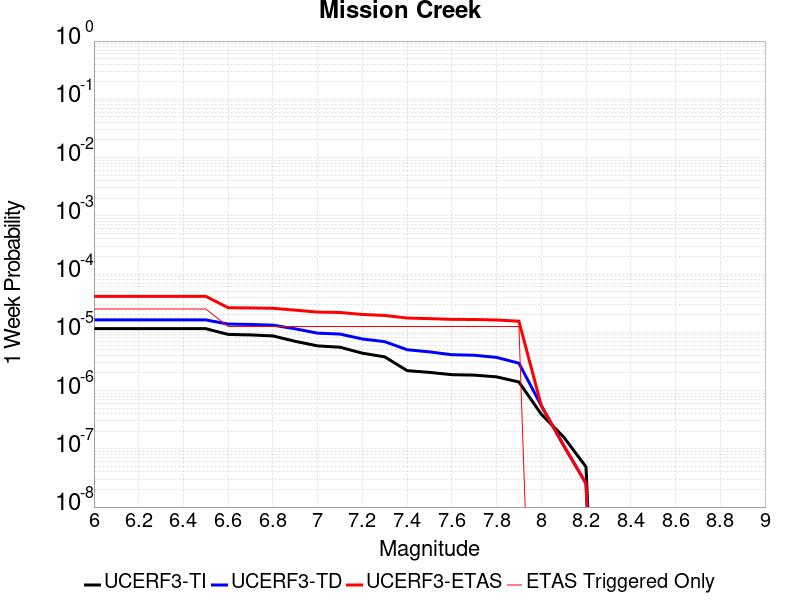 Mission Creek
10^0
10^-1
10^-2
10^-3
10^-4
10^-5
10^-6
10^-7
10^-8
1 Week Probability
6 6.2 6.4 6.6 6.8 7 7.2 7.4 7.6 7.8 8 8.2 8.4 8.6 8.8 9
Magnitude
UCERF3-TI UCERF3-TD UCERF3-ETAS ETAS Triggered Only